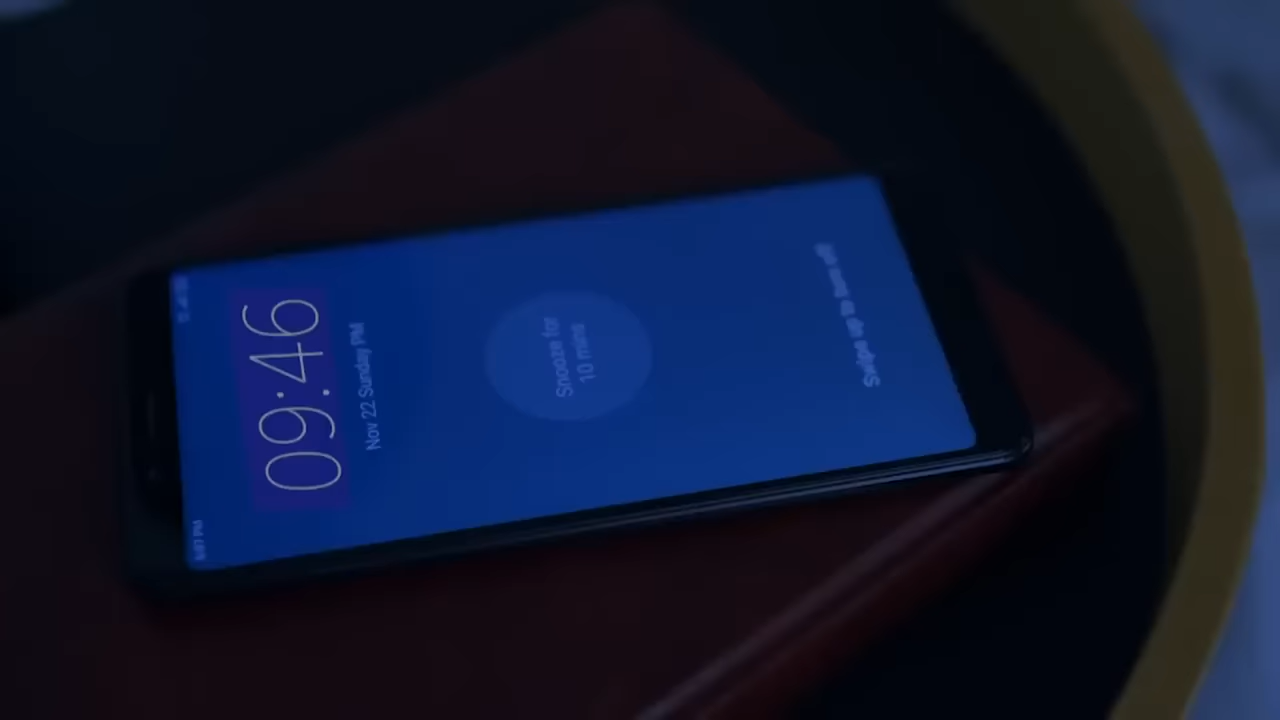 09:46
Nov 22 Sunday PM
Snooze for
10 mins
Swipe up to turn off